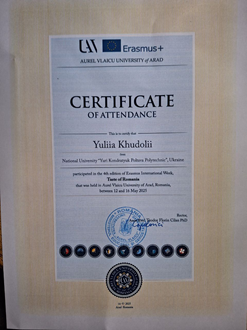 UAV Erasmus+
AUREL VLAICU UNIVERSITY of ARAD
CERTIFICATE
OF ATTENDANCE
This is to certify that
Yuliia Khudolii
from
National University "Yuri Kondratyuk Poltava Polytechnic", Ukraine
participated in the 4th edition of Erasmus International Week,
Taste of Romania
that was held in Aurel Vlaicu University of Arad, Romania,
between 12 and 16 May 2025
Rector,